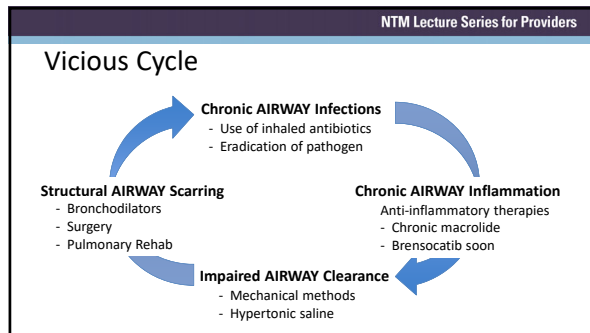 NTM Lecture Series for Providers
Vicious Cycle
Chronic AIRWAY Infections
- Use of inhaled antibiotics
- Eradication of pathogen
Structural AIRWAY Scarring
- Bronchodilators
- Surgery
- Pulmonary Rehab
Chronic AIRWAY Inflammation
Anti-inflammatory therapies
- Chronic macrolide
- Brensocatib soon
Impaired AIRWAY Clearance
- Mechanical methods
- Hypertonic saline